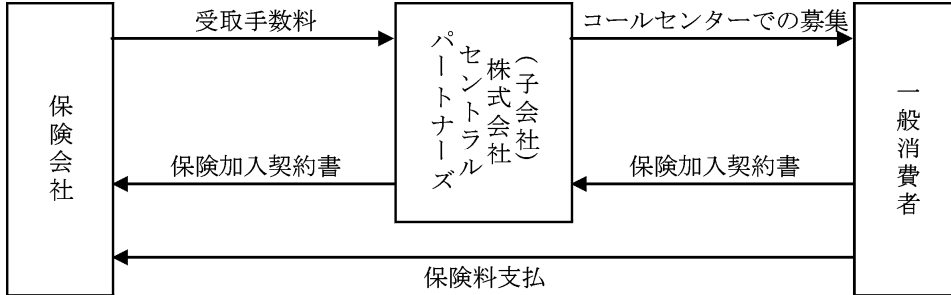 受取手数料
コールセンターでの募集
保険会社
(子会社)
株式会社
セントラル
パートナーズ
一般消費者
保険加入契約書
保険加入契約書
保険料支払